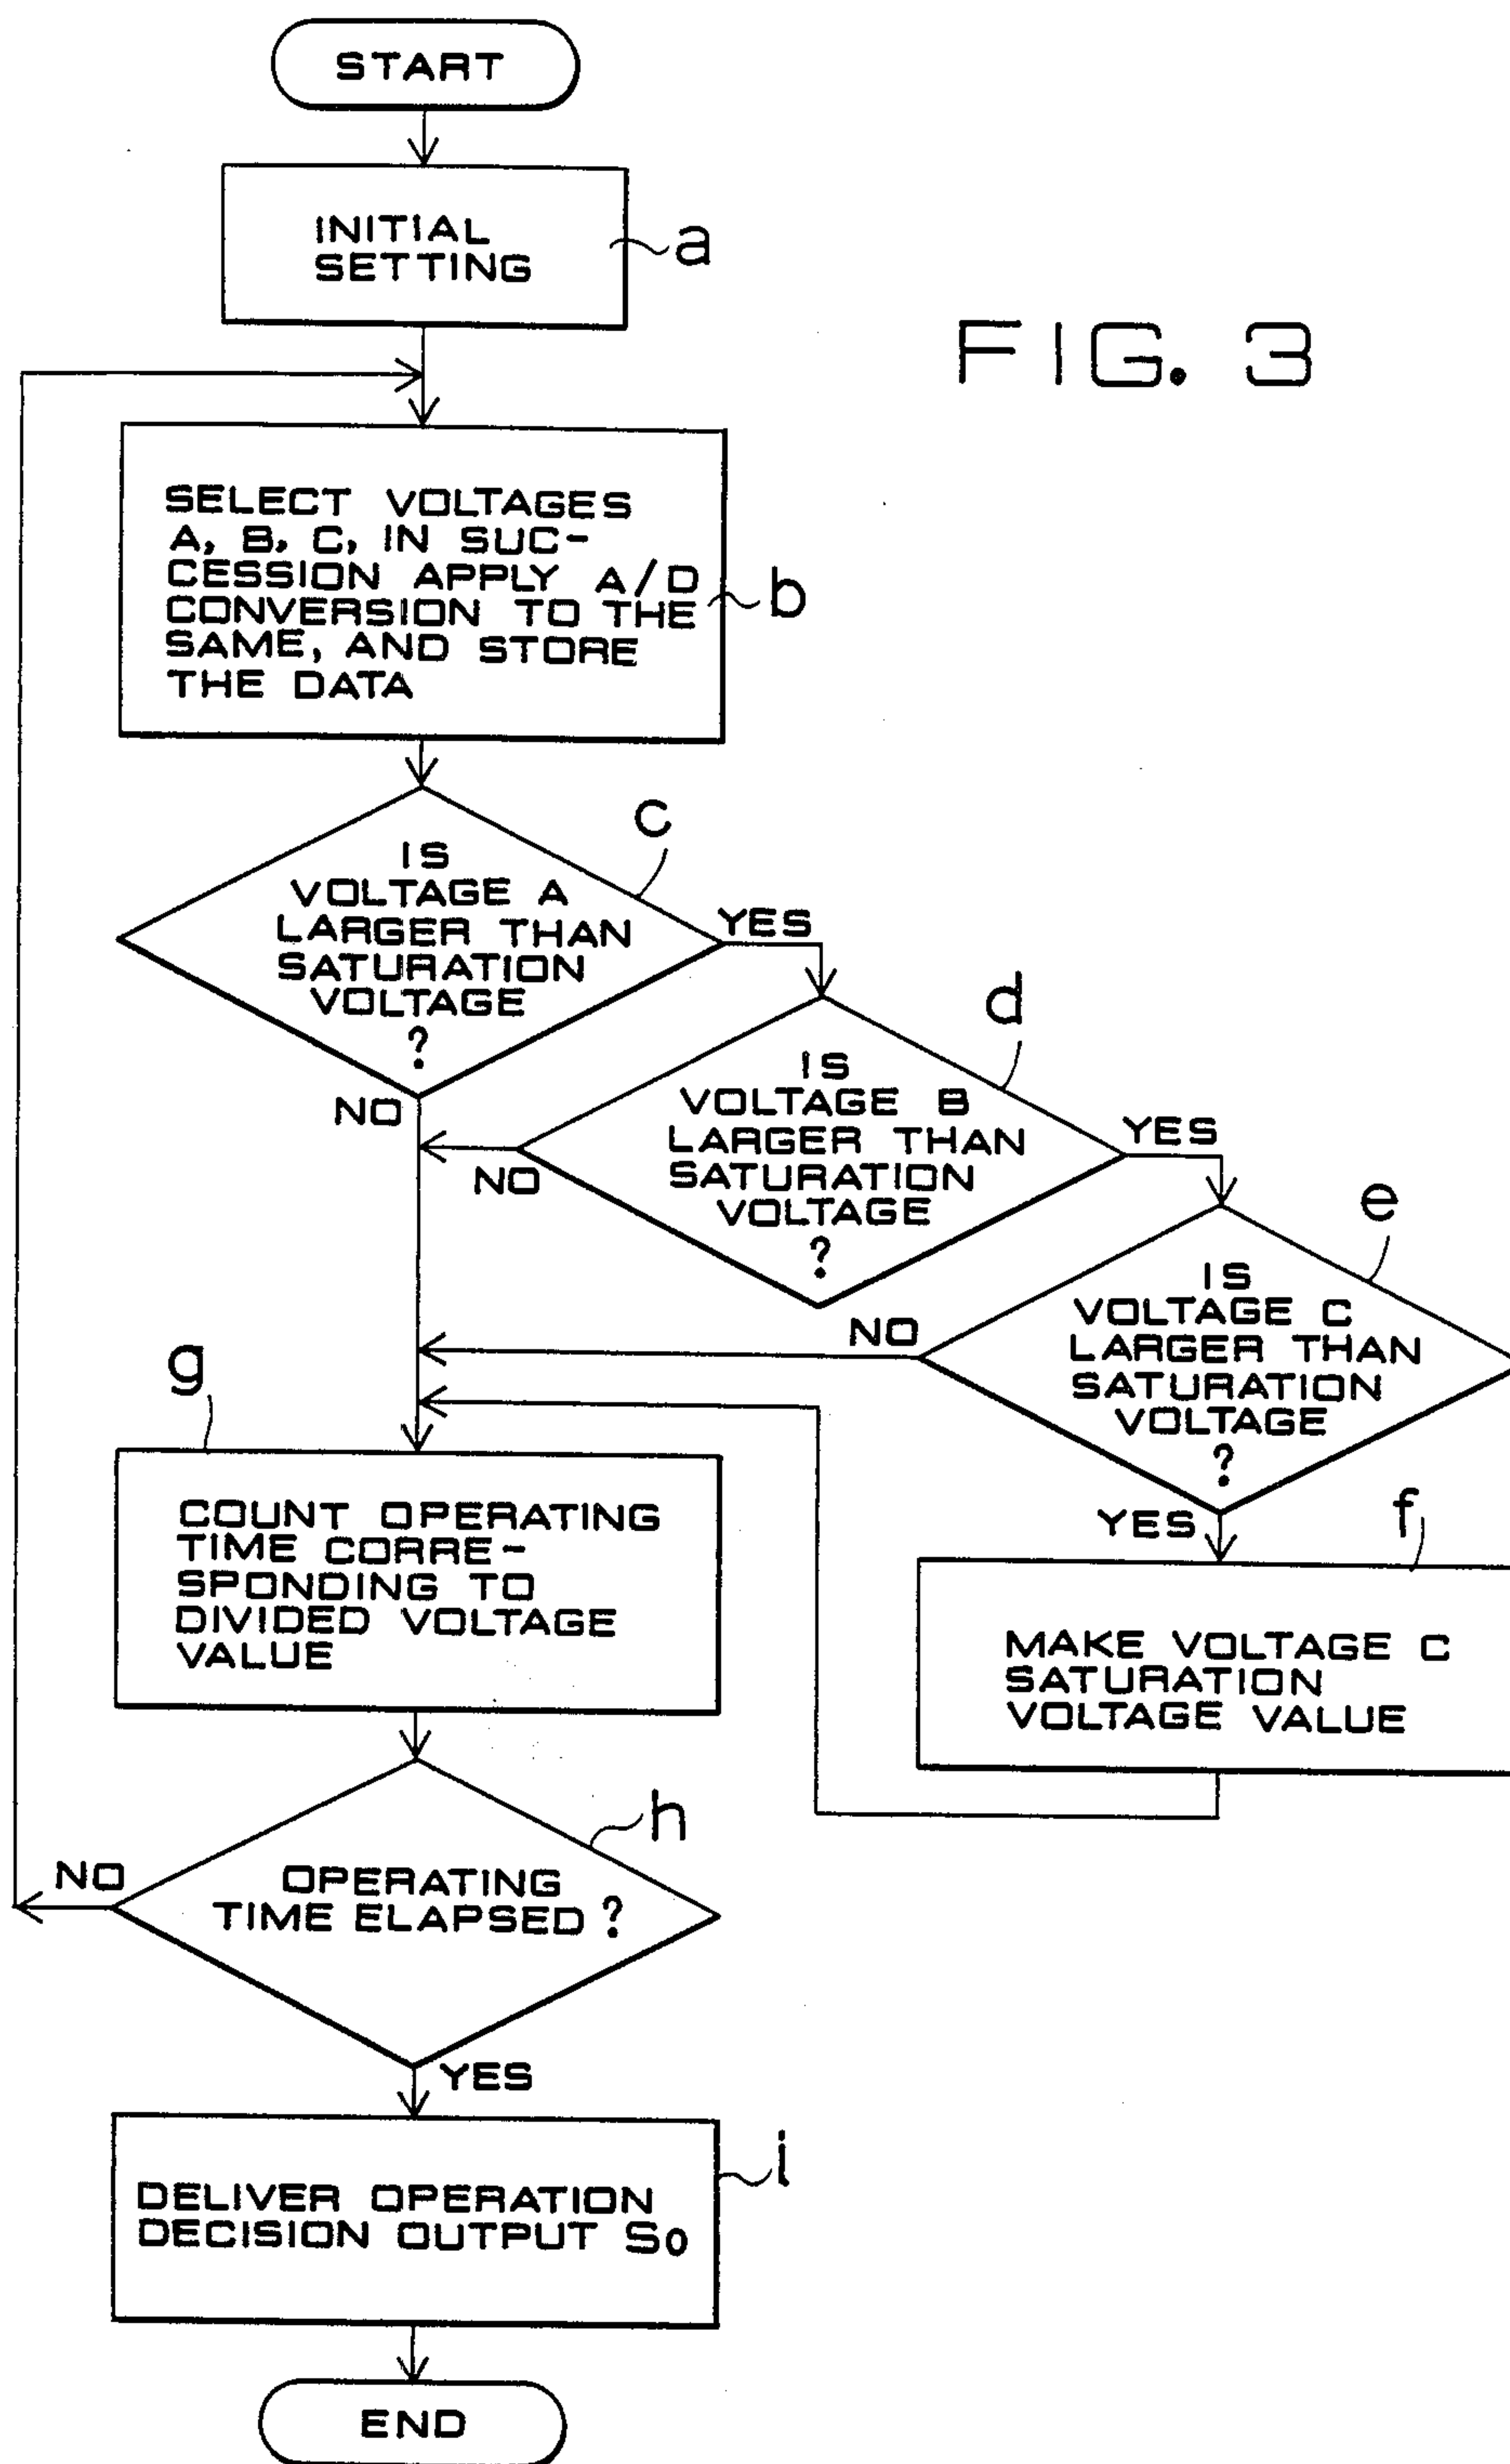 START
INITIAL
SETTING
a
FIG. 3
SELECT VOLTAGES
A, B, C, IN SUC-
CESSION APPLY A/D
CONVERSION TO THE
SAME, AND STORE
THE DATA
b
c
IS
VOLTAGE A
LARGER THAN
SATURATION
VOLTAGE
?
YES
NO
d
IS
VOLTAGE B
LARGER THAN
SATURATION
VOLTAGE
?
YES
NO
e
IS
VOLTAGE C
LARGER THAN
SATURATION
VOLTAGE
?
NO
YES
f
MAKE VOLTAGE C
SATURATION
VOLTAGE VALUE
g
COUNT OPERATING
TIME CORRE-
SPONDING TO
DIVIDED VOLTAGE
VALUE
h
OPERATING
TIME ELAPSED ?
NO
YES
i
DELIVER OPERATION
DECISION OUTPUT So
END